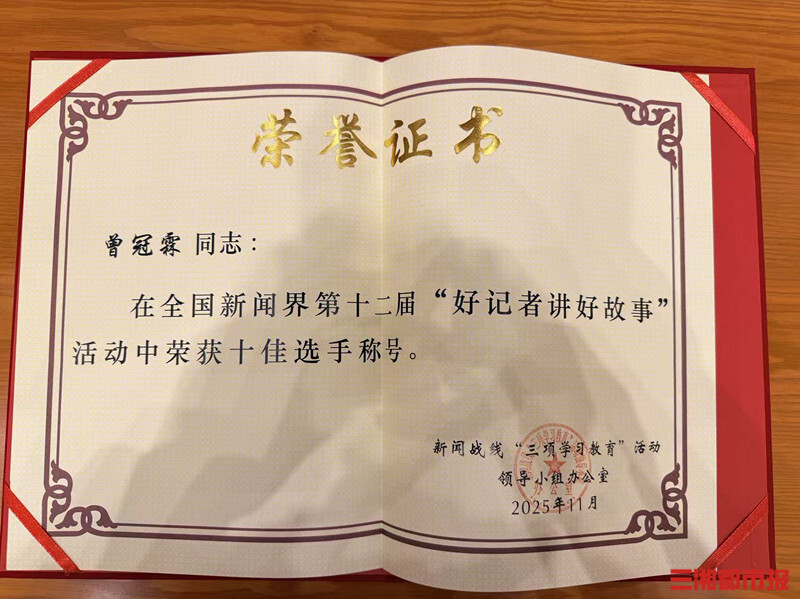 荣誉证书
曾冠霖 同志：
在全国新闻界第十二届“好记者讲好故事”
活动中荣获十佳选手称号。
新闻战线“三项学习教育”活动
领导小组办公室
2025年11月
三湘都市报